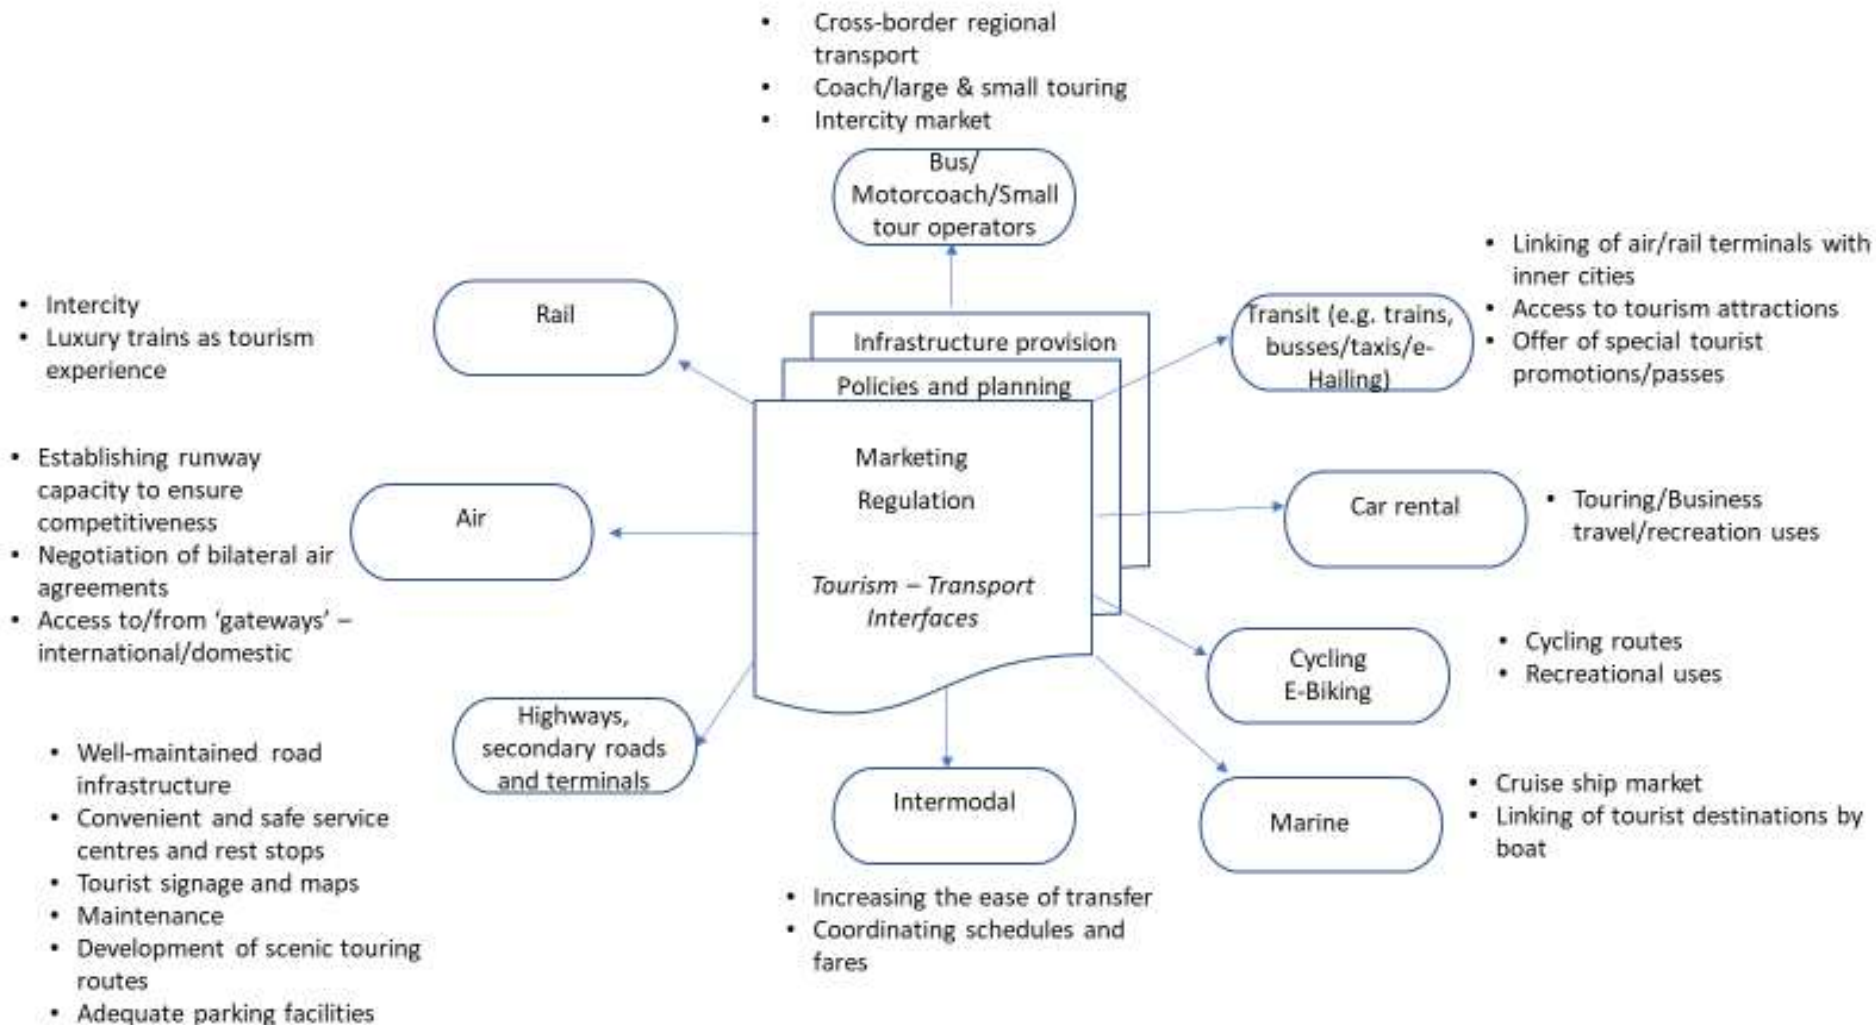 • Cross-border regional
transport
• Coach/large & small touring
• Intercity market
Bus/
Motorcoach/Small
tour operators
• Intercity
• Luxury trains as tourism
experience
Rail
Infrastructure provision
Policies and planning
Marketing
Regulation
Tourism – Transport
Interfaces
Transit (e.g. trains,
busses/taxis/e-
Hailing)
• Linking of air/rail terminals with
inner cities
• Access to tourism attractions
• Offer of special tourist
promotions/passes
• Establishing runway
capacity to ensure
competitiveness
• Negotiation of bilateral air
agreements
• Access to/from ‘gateways’ –
international/domestic
Air
Car rental
• Touring/Business
travel/recreation uses
Cycling
E-Biking
• Cycling routes
• Recreational uses
Highways,
secondary roads
and terminals
• Well-maintained road
infrastructure
• Convenient and safe service
centres and rest stops
• Tourist signage and maps
• Maintenance
• Development of scenic touring
routes
• Adequate parking facilities
Intermodal
• Increasing the ease of transfer
• Coordinating schedules and
fares
Marine
• Cruise ship market
• Linking of tourist destinations by
boat